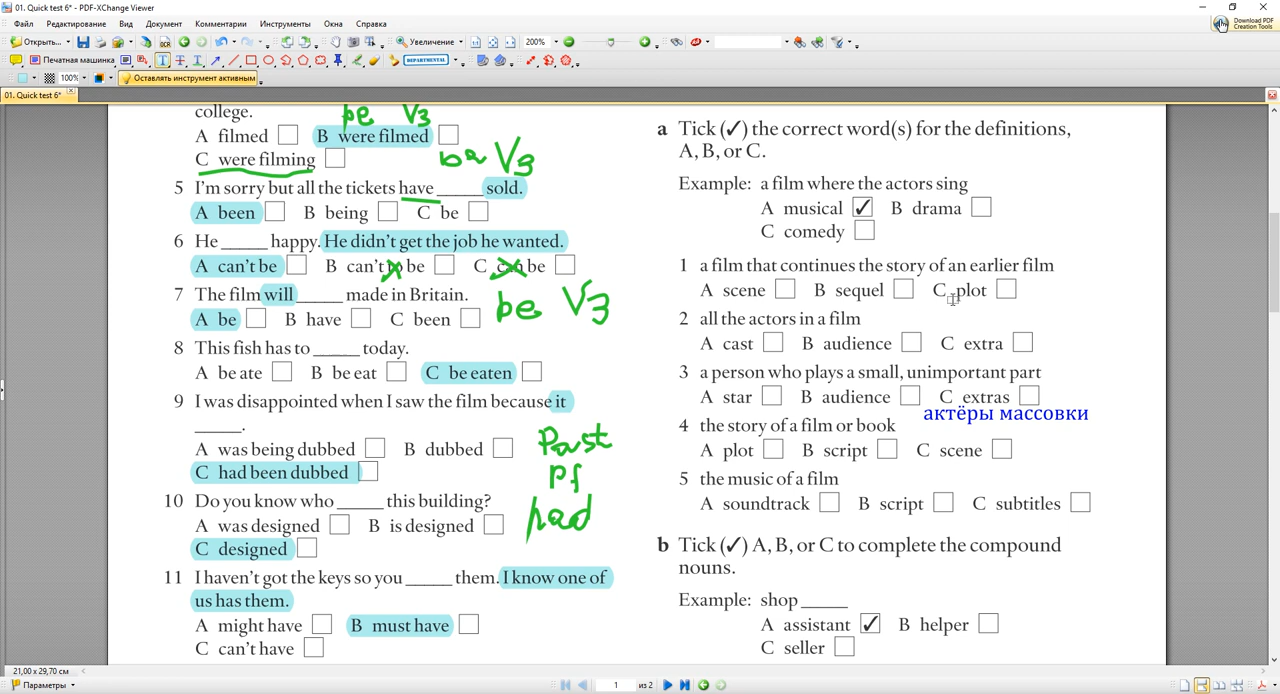 01. Quick test 6* - PDF-XChange Viewer
Файл Редактирование Вид Документ Комментарии Инструменты Окна Справка
Download PDF Creation Tools
Открыть... OCR Увеличение 200%
Печатная машинка DEPARTMENTAL
100% Оставлять инструмент активным
01. Quick test 6*
college.
be V3
A filmed B were filmed
C were filming
be V3
5 I'm sorry but all the tickets have _____ sold.
A been B being C be
6 He _____ happy. He didn't get the job he wanted.
A can't be B can't to be C can be
7 The film will _____ made in Britain.
be V3
A be B have C been
8 This fish has to _____ today.
A be ate B be eat C be eaten
9 I was disappointed when I saw the film because it
_____.
A was being dubbed B dubbed
C had been dubbed
Past
Pf
had
10 Do you know who _____ this building?
A was designed B is designed
C designed
11 I haven't got the keys so you _____ them. I know one of
us has them.
A might have B must have
C can't have
a Tick (✓) the correct word(s) for the definitions,
A, B, or C.
Example: a film where the actors sing
A musical ✓ B drama
C comedy
1 a film that continues the story of an earlier film
A scene B sequel C plot
2 all the actors in a film
A cast B audience C extra
3 a person who plays a small, unimportant part
A star B audience C extras
актёры массовки
4 the story of a film or book
A plot B script C scene
5 the music of a film
A soundtrack B script C subtitles
b Tick (✓) A, B, or C to complete the compound
nouns.
Example: shop _____
A assistant ✓ B helper
C seller
21,00 x 29,70 см
Параметры 1 из 2